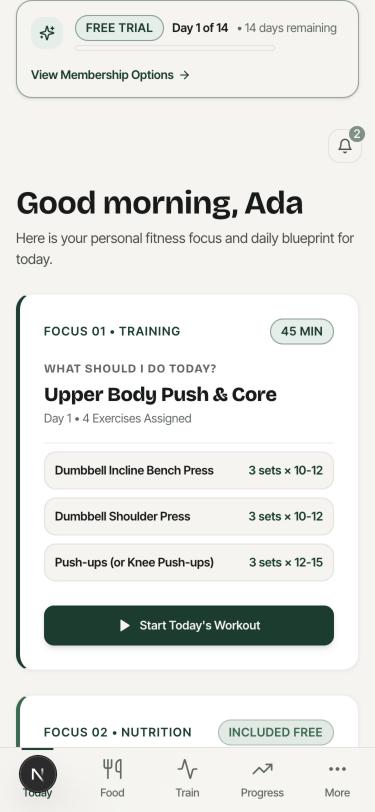 FREE TRIAL Day 1 of 14 • 14 days remaining
View Membership Options →
2
Good morning, Ada
Here is your personal fitness focus and daily blueprint for
today.
FOCUS 01 • TRAINING 45 MIN
WHAT SHOULD I DO TODAY?
Upper Body Push & Core
Day 1 • 4 Exercises Assigned
Dumbbell Incline Bench Press 3 sets × 10-12
Dumbbell Shoulder Press 3 sets × 10-12
Push-ups (or Knee Push-ups) 3 sets × 12-15
Start Today's Workout
FOCUS 02 • NUTRITION INCLUDED FREE
N
Today Food Train Progress More